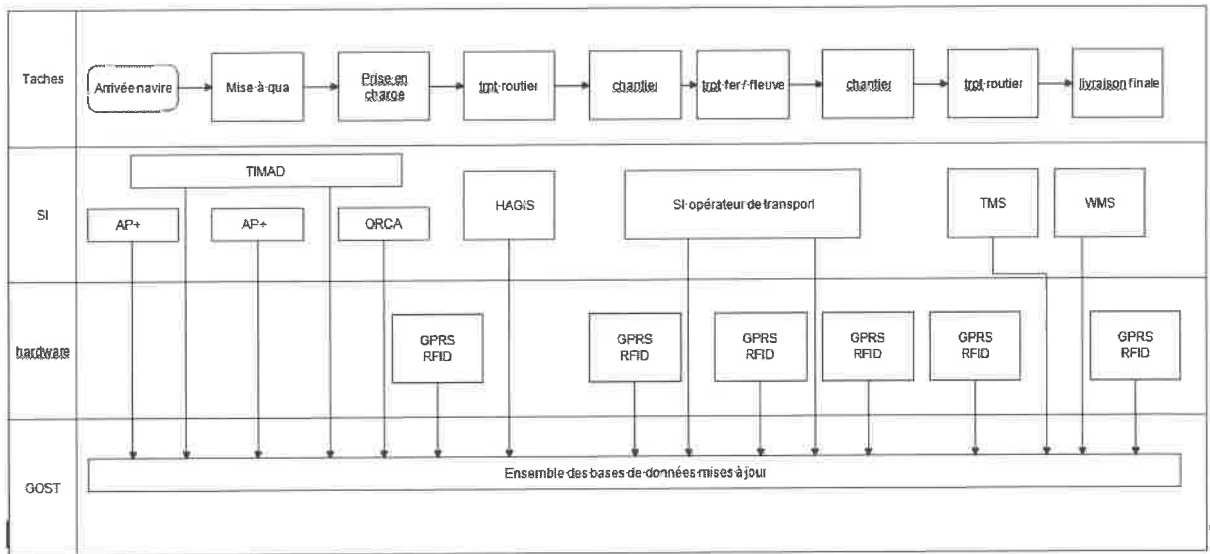 Taches
Arrivée navire
Mise à qua
Prise en
charge
trpt routier
chantier
trpt fer / fleuve
chantier
trpt routier
livraison finale
SI
TIMAD
AP+
AP+
ORCA
HAGIS
SI opérateur de transport
TMS
WMS
hardware
GPRS
RFID
GPRS
RFID
GPRS
RFID
GPRS
RFID
GPRS
RFID
GPRS
RFID
GOST
Ensemble des bases de données mises à jour